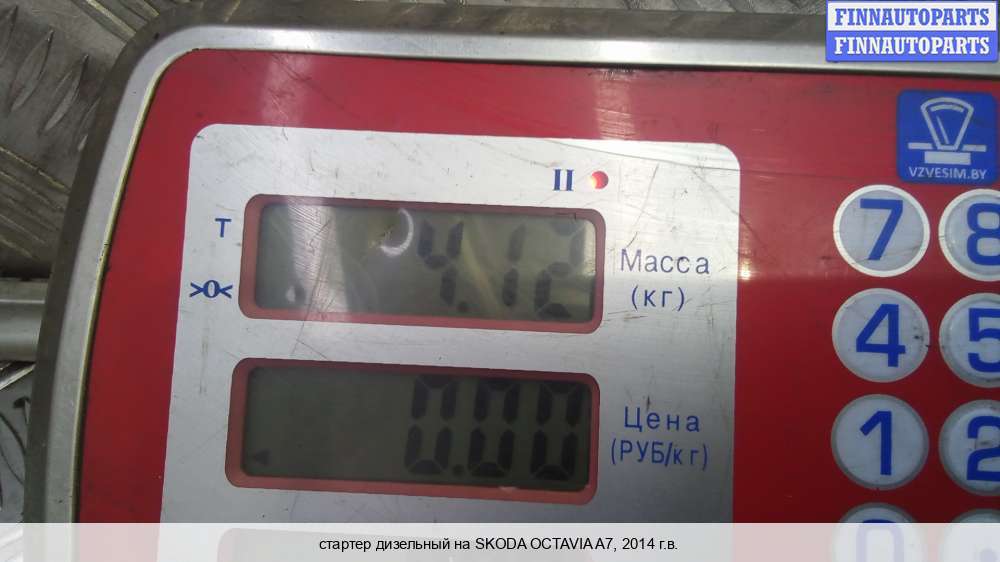 FINNAUTOPARTS
FINNAUTOPARTS
VZVESIM.BY
II
T
>0<
4.12
Масса
(кг)
7
8
4
5
0.00
Цена
(РУБ/кг)
1
2
стартер дизельный на SKODA OCTAVIA A7, 2014 г.в.